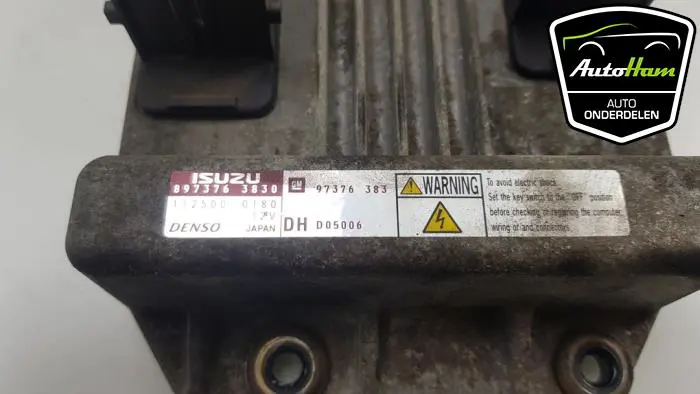 AutoHam
AUTO
ONDERDELEN
ISUZU
897376 3830
112500 0180
12V
DENSO JAPAN
GM 97376 383
DH D05006
WARNING
To avoid electric shock
Set the key switch to the "OFF" position
before checking or repairing the computer,
wiring of and connectors.